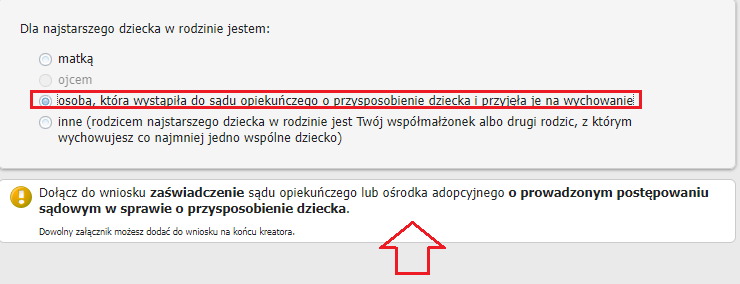 Dla najstarszego dziecka w rodzinie jestem:
matką
ojcem
osobą, która wystąpiła do sądu opiekuńczego o przysposobienie dziecka i przyjęła je na wychowanie
inne (rodzicem najstarszego dziecka w rodzinie jest Twój współmałżonek albo drugi rodzic, z którym
wychowujesz co najmniej jedno wspólne dziecko)
Dołącz do wniosku zaświadczenie sądu opiekuńczego lub ośrodka adopcyjnego o prowadzonym postępowaniu
sądowym w sprawie o przysposobienie dziecka.
Dowolny załącznik możesz dodać do wniosku na końcu kreatora.